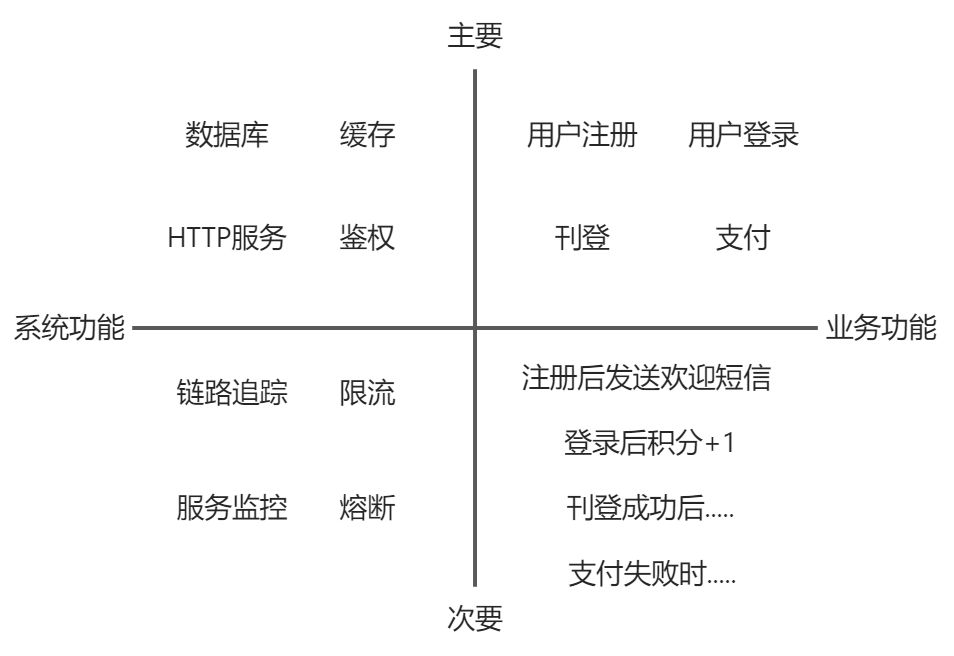 主要
数据库 缓存 用户注册 用户登录
HTTP服务 鉴权 刊登 支付
系统功能 业务功能
链路追踪 限流 注册后发送欢迎短信
登录后积分+1
服务监控 熔断 刊登成功后.....
支付失败时.....
次要